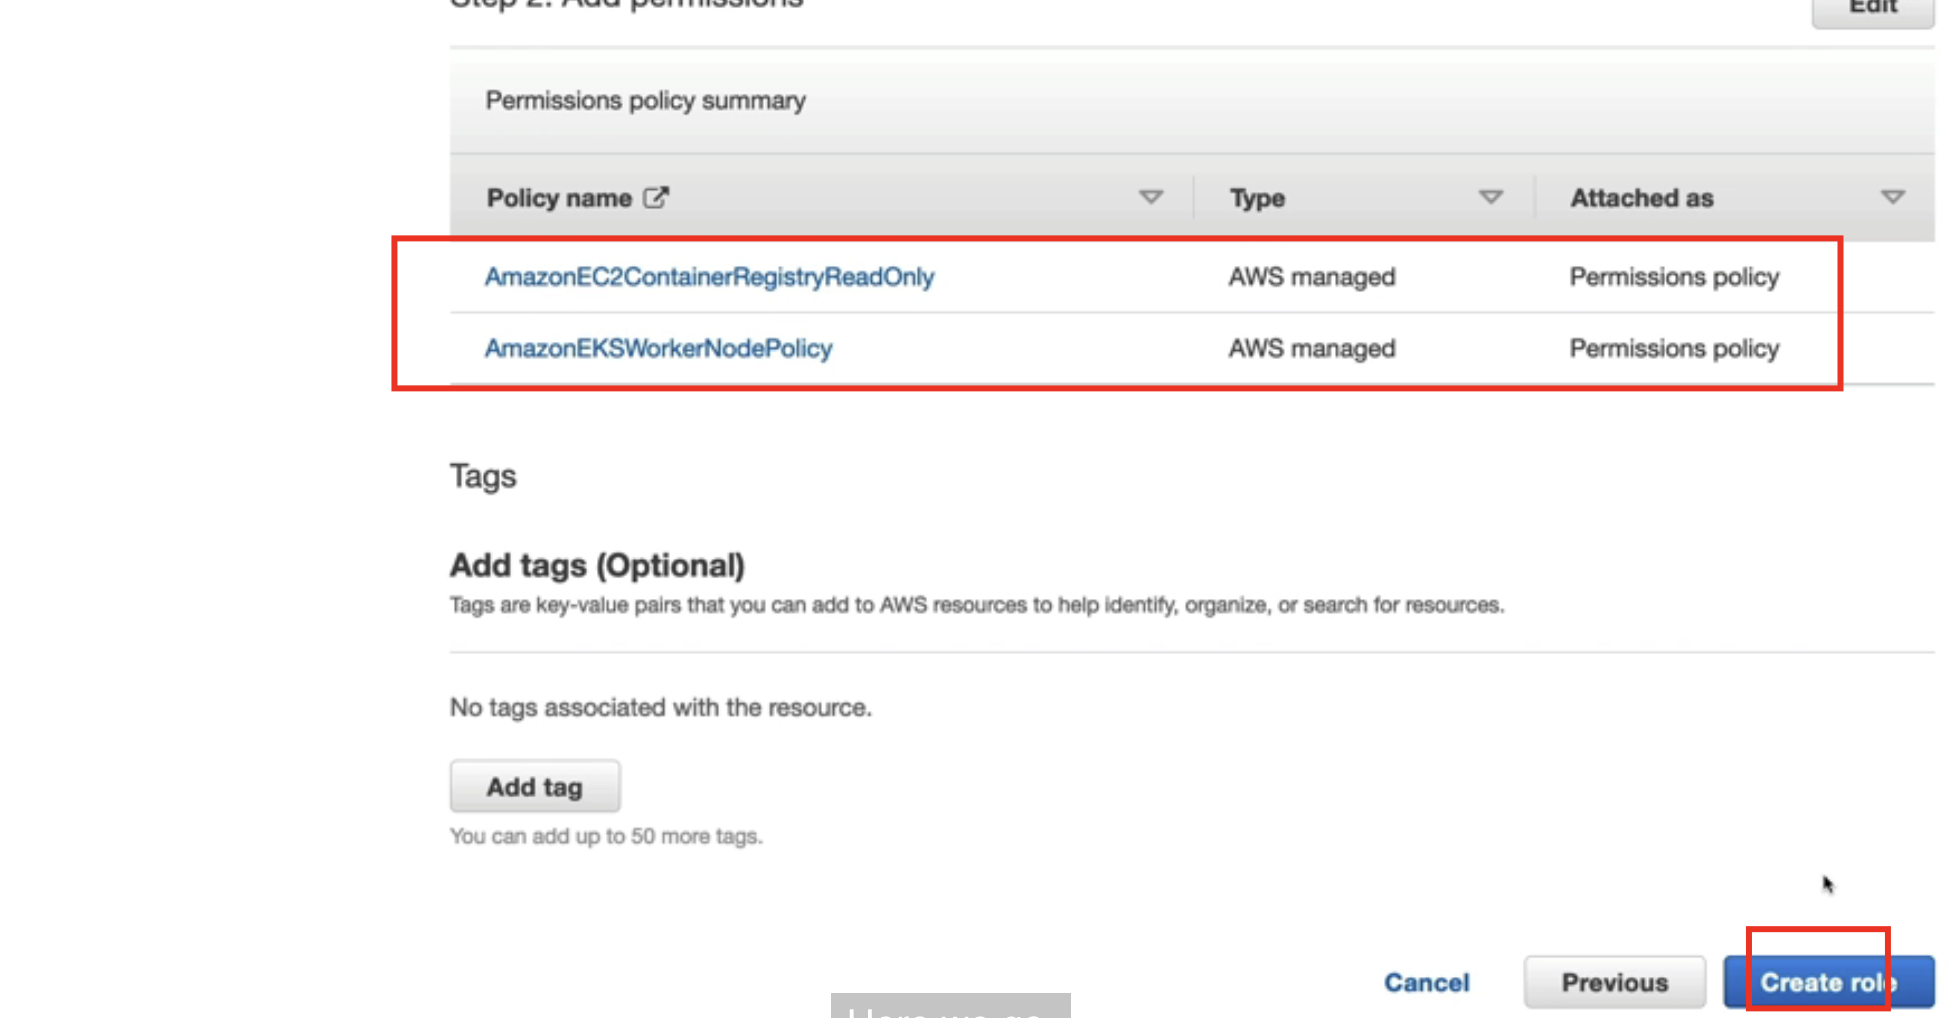 Step 2: Add permissions
Edit
Permissions policy summary
Policy name Type Attached as
AmazonEC2ContainerRegistryReadOnly AWS managed Permissions policy
AmazonEKSWorkerNodePolicy AWS managed Permissions policy
Tags
Add tags (Optional)
Tags are key-value pairs that you can add to AWS resources to help identify, organize, or search for resources.
No tags associated with the resource.
Add tag
You can add up to 50 more tags.
Cancel Previous Create role
Here we go